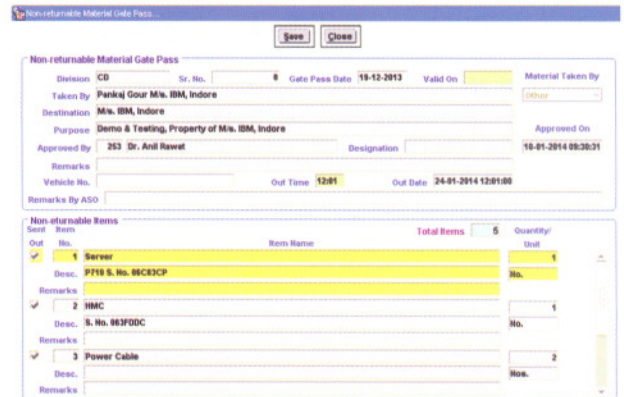 Non-returnable Material Gate Pass...
Save Close
Non-returnable Material Gate Pass
Division CD Sr. No. 8 Gate Pass Date 19-12-2013 Valid On Material Taken By
Taken By Pankaj Gour M/s. IBM, Indore Other
Destination M/s. IBM, Indore
Purpose Demo & Testing, Property of M/s. IBM, Indore Approved On
Approved By 253 Dr. Anil Rawat Designation 10-01-2014 09:30:31
Remarks
Vehicle No. Out Time 12:01 Out Date 24-01-2014 12:01:00
Remarks By ASO
Non-eturnable Items
Sent Item Total Items 5 Quantity/
Out No. Item Name Unit
1 Server 1
Desc. P710 S. No. 06C83CP No.
Remarks
2 HMC 1
Desc. S. No. 063FDDC No.
Remarks
3 Power Cable 2
Desc. Nos.
Remarks